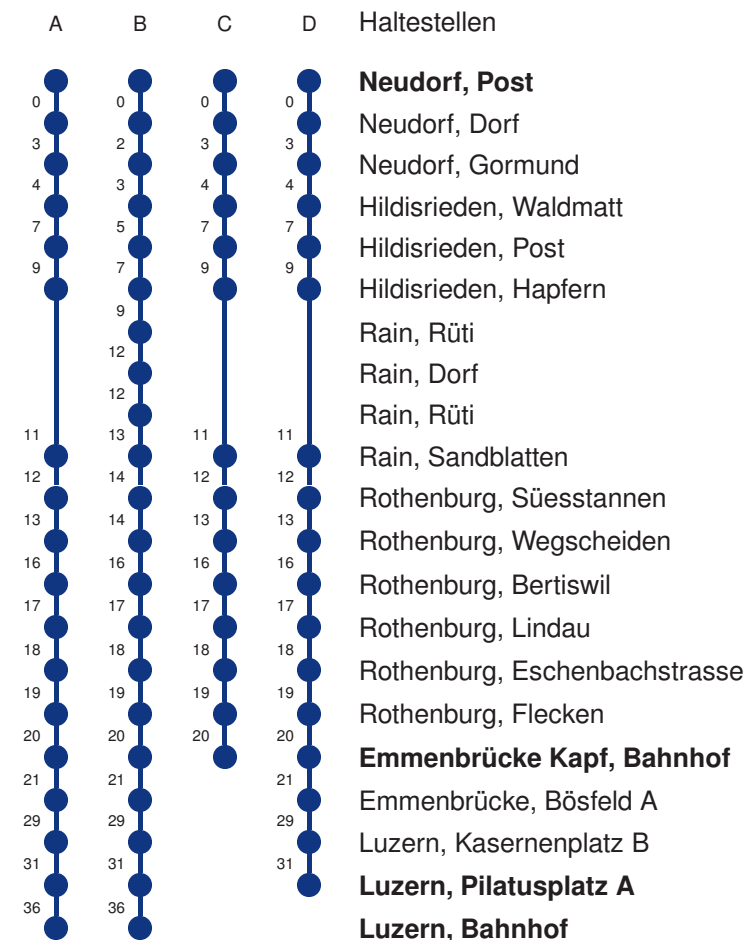 A B C D Haltestellen
Neudorf, Post
0 0 0 0
Neudorf, Dorf
3 2 3 3
Neudorf, Gormund
4 3 4 4
Hildisrieden, Waldmatt
7 5 7 7
Hildisrieden, Post
9 7 9 9
Hildisrieden, Hapfern
9
Rain, Rüti
12
Rain, Dorf
12
Rain, Rüti
11 13 11 11
Rain, Sandblatten
12 14 12 12
Rothenburg, Süesstannen
13 14 13 13
Rothenburg, Wegscheiden
16 16 16 16
Rothenburg, Bertiswil
17 17 17 17
Rothenburg, Lindau
18 18 18 18
Rothenburg, Eschenbachstrasse
19 19 19 19
Rothenburg, Flecken
20 20 20 20
Emmenbrücke Kapf, Bahnhof
21 21 21
Emmenbrücke, Bösfeld A
29 29 29
Luzern, Kasernenplatz B
31 31 31
Luzern, Pilatusplatz A
36 36
Luzern, Bahnhof